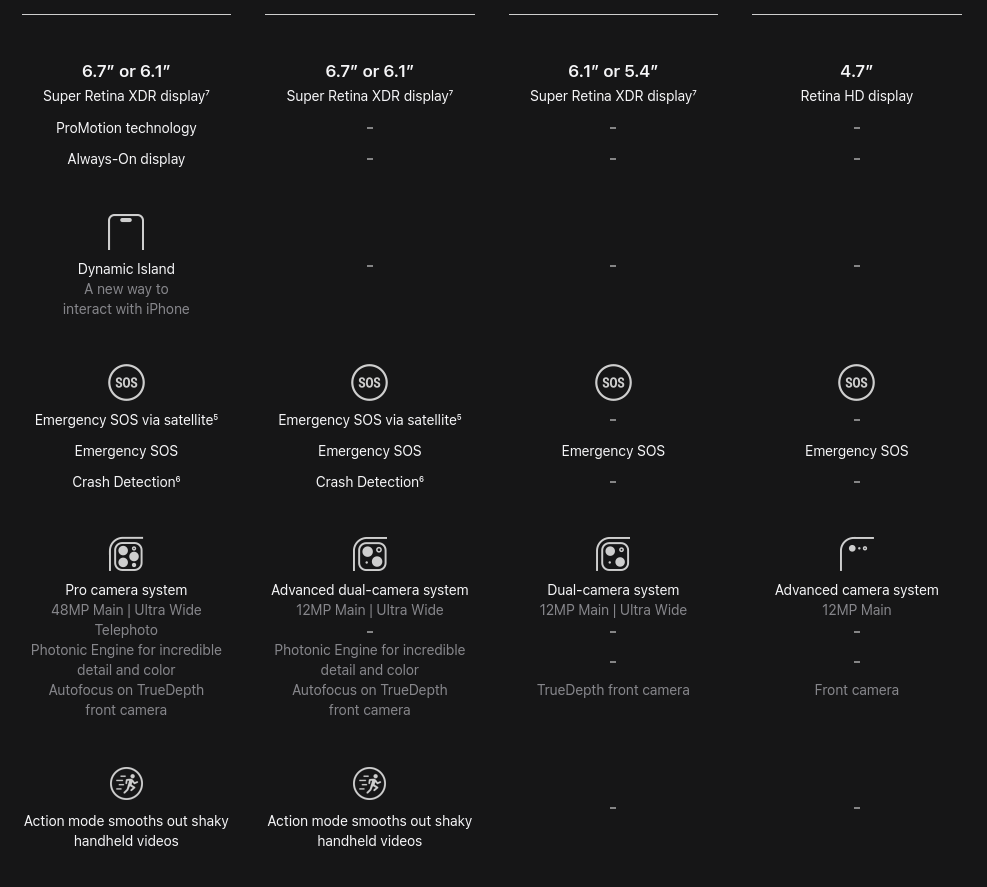 6.7” or 6.1”
Super Retina XDR display⁷
ProMotion technology
Always-On display
Dynamic Island
A new way to
interact with iPhone
SOS
Emergency SOS via satellite⁵
Emergency SOS
Crash Detection⁶
Pro camera system
48MP Main | Ultra Wide
Telephoto
Photonic Engine for incredible
detail and color
Autofocus on TrueDepth
front camera
Action mode smooths out shaky
handheld videos
6.7” or 6.1”
Super Retina XDR display⁷
–
–
–
SOS
Emergency SOS via satellite⁵
Emergency SOS
Crash Detection⁶
Advanced dual-camera system
12MP Main | Ultra Wide
–
Photonic Engine for incredible
detail and color
Autofocus on TrueDepth
front camera
Action mode smooths out shaky
handheld videos
6.1” or 5.4”
Super Retina XDR display⁷
–
–
–
SOS
–
Emergency SOS
–
Dual-camera system
12MP Main | Ultra Wide
–
–
TrueDepth front camera
–
4.7”
Retina HD display
–
–
–
SOS
–
Emergency SOS
–
Advanced camera system
12MP Main
–
–
Front camera
–